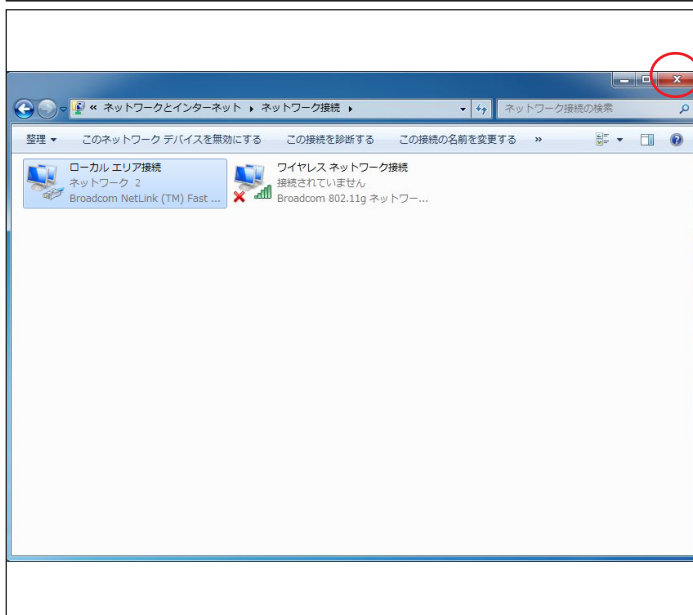 « ネットワークとインターネット ▸ ネットワーク接続 ▸ ネットワーク接続の検索
整理 ▼ このネットワーク デバイスを無効にする この接続を診断する この接続の名前を変更する »
ローカル エリア接続
ネットワーク 2
Broadcom NetLink (TM) Fast ...
ワイヤレス ネットワーク接続
接続されていません
Broadcom 802.11g ネットワー...